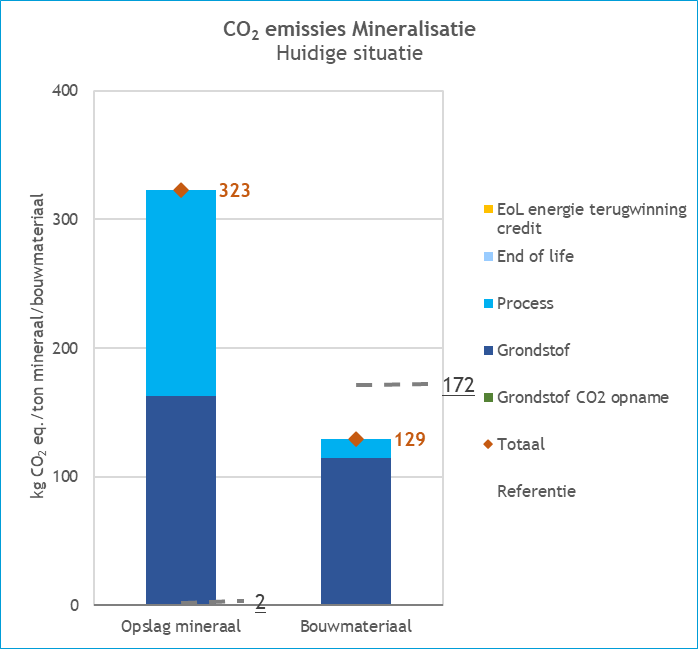 CO₂ emissies Mineralisatie
Huidige situatie
kg CO₂ eq./ton mineraal/bouwmateriaal
400
300
200
100
0
323
129
172
2
Opslag mineraal
Bouwmateriaal
EoL energie terugwinning
credit
End of life
Process
Grondstof
Grondstof CO2 opname
Totaal
Referentie